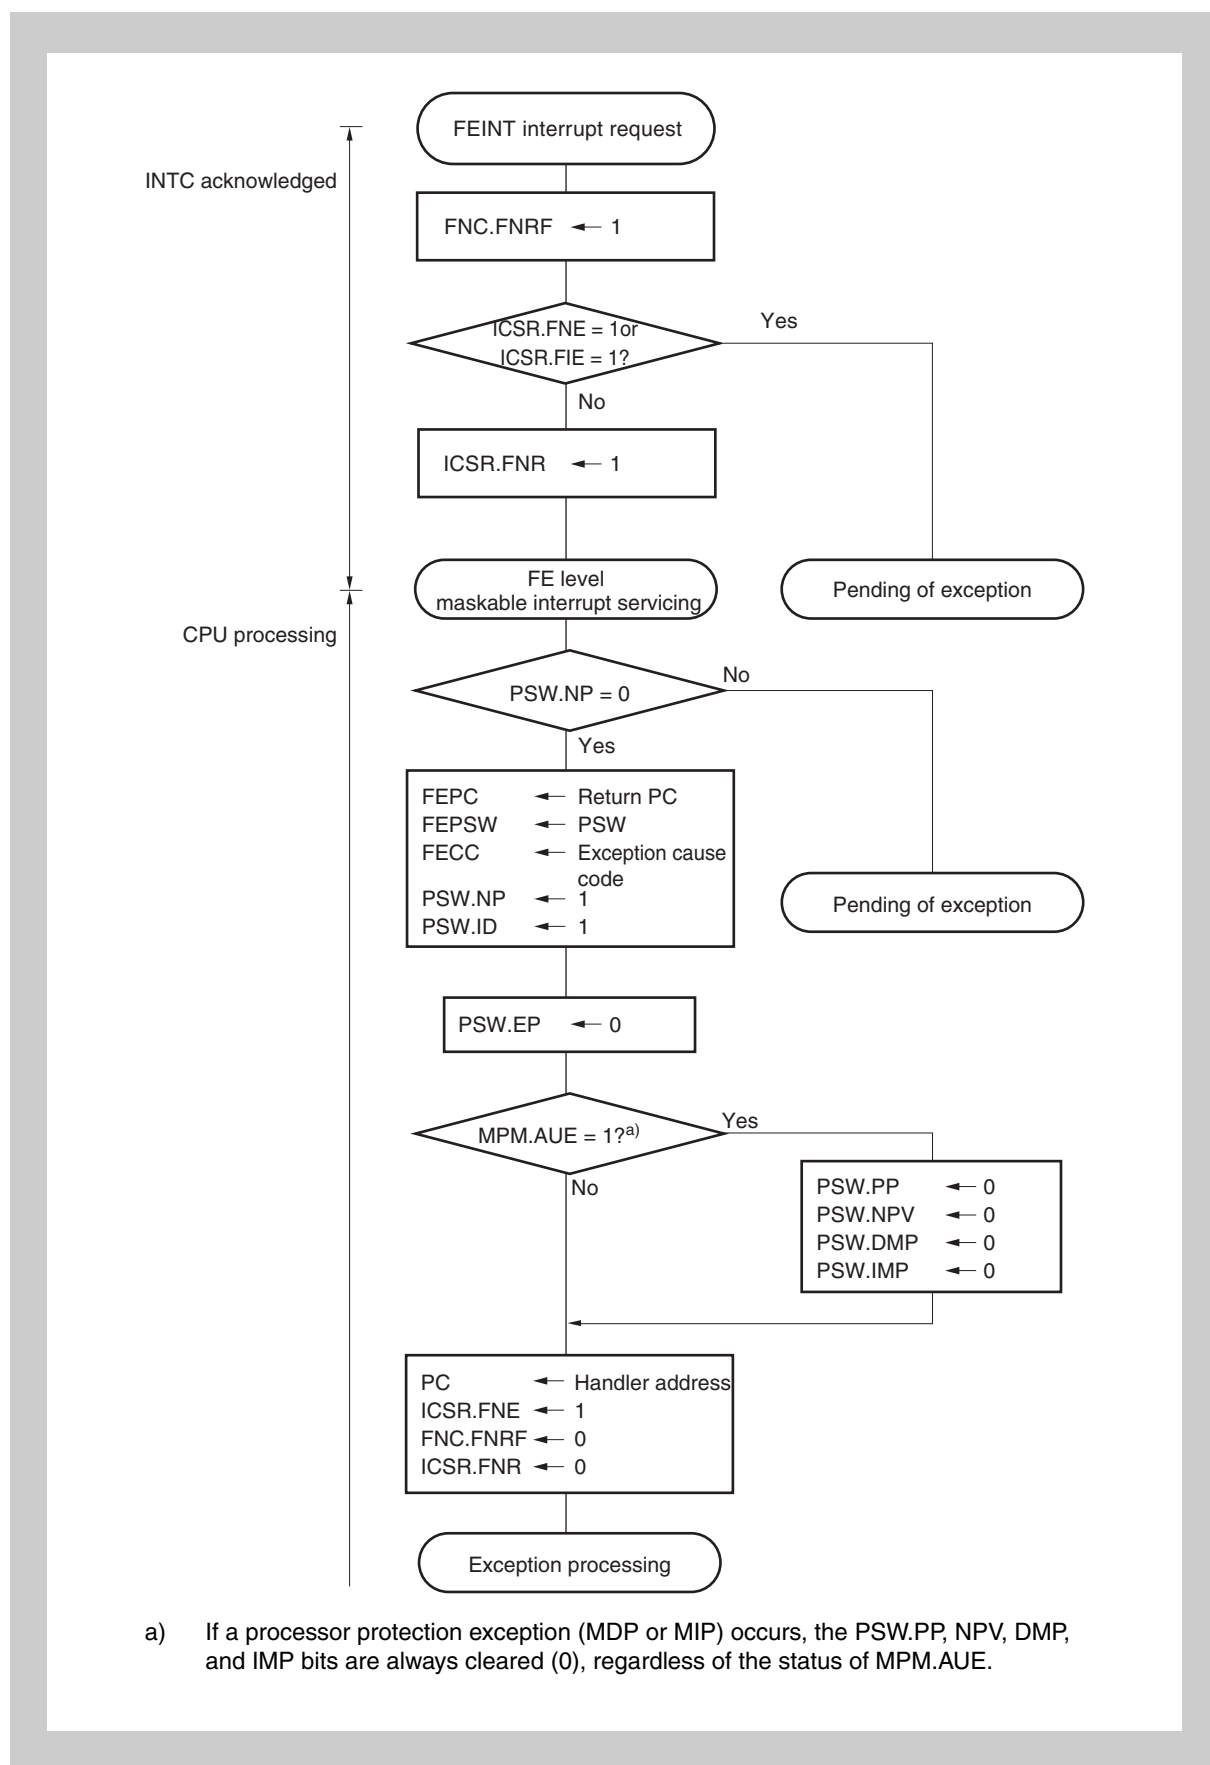 FEINT interrupt request
INTC acknowledged
FNC.FNRF ← 1
ICSR.FNE = 1or
ICSR.FIE = 1?
Yes
No
ICSR.FNR ← 1
FE level
maskable interrupt servicing
Pending of exception
CPU processing
PSW.NP = 0
No
Yes
FEPC ← Return PC
FEPSW ← PSW
FECC ← Exception cause
code
PSW.NP ← 1
PSW.ID ← 1
Pending of exception
PSW.EP ← 0
MPM.AUE = 1?a)
Yes
No
PSW.PP ← 0
PSW.NPV ← 0
PSW.DMP ← 0
PSW.IMP ← 0
PC ← Handler address
ICSR.FNE ← 1
FNC.FNRF ← 0
ICSR.FNR ← 0
Exception processing
a) If a processor protection exception (MDP or MIP) occurs, the PSW.PP, NPV, DMP,
and IMP bits are always cleared (0), regardless of the status of MPM.AUE.